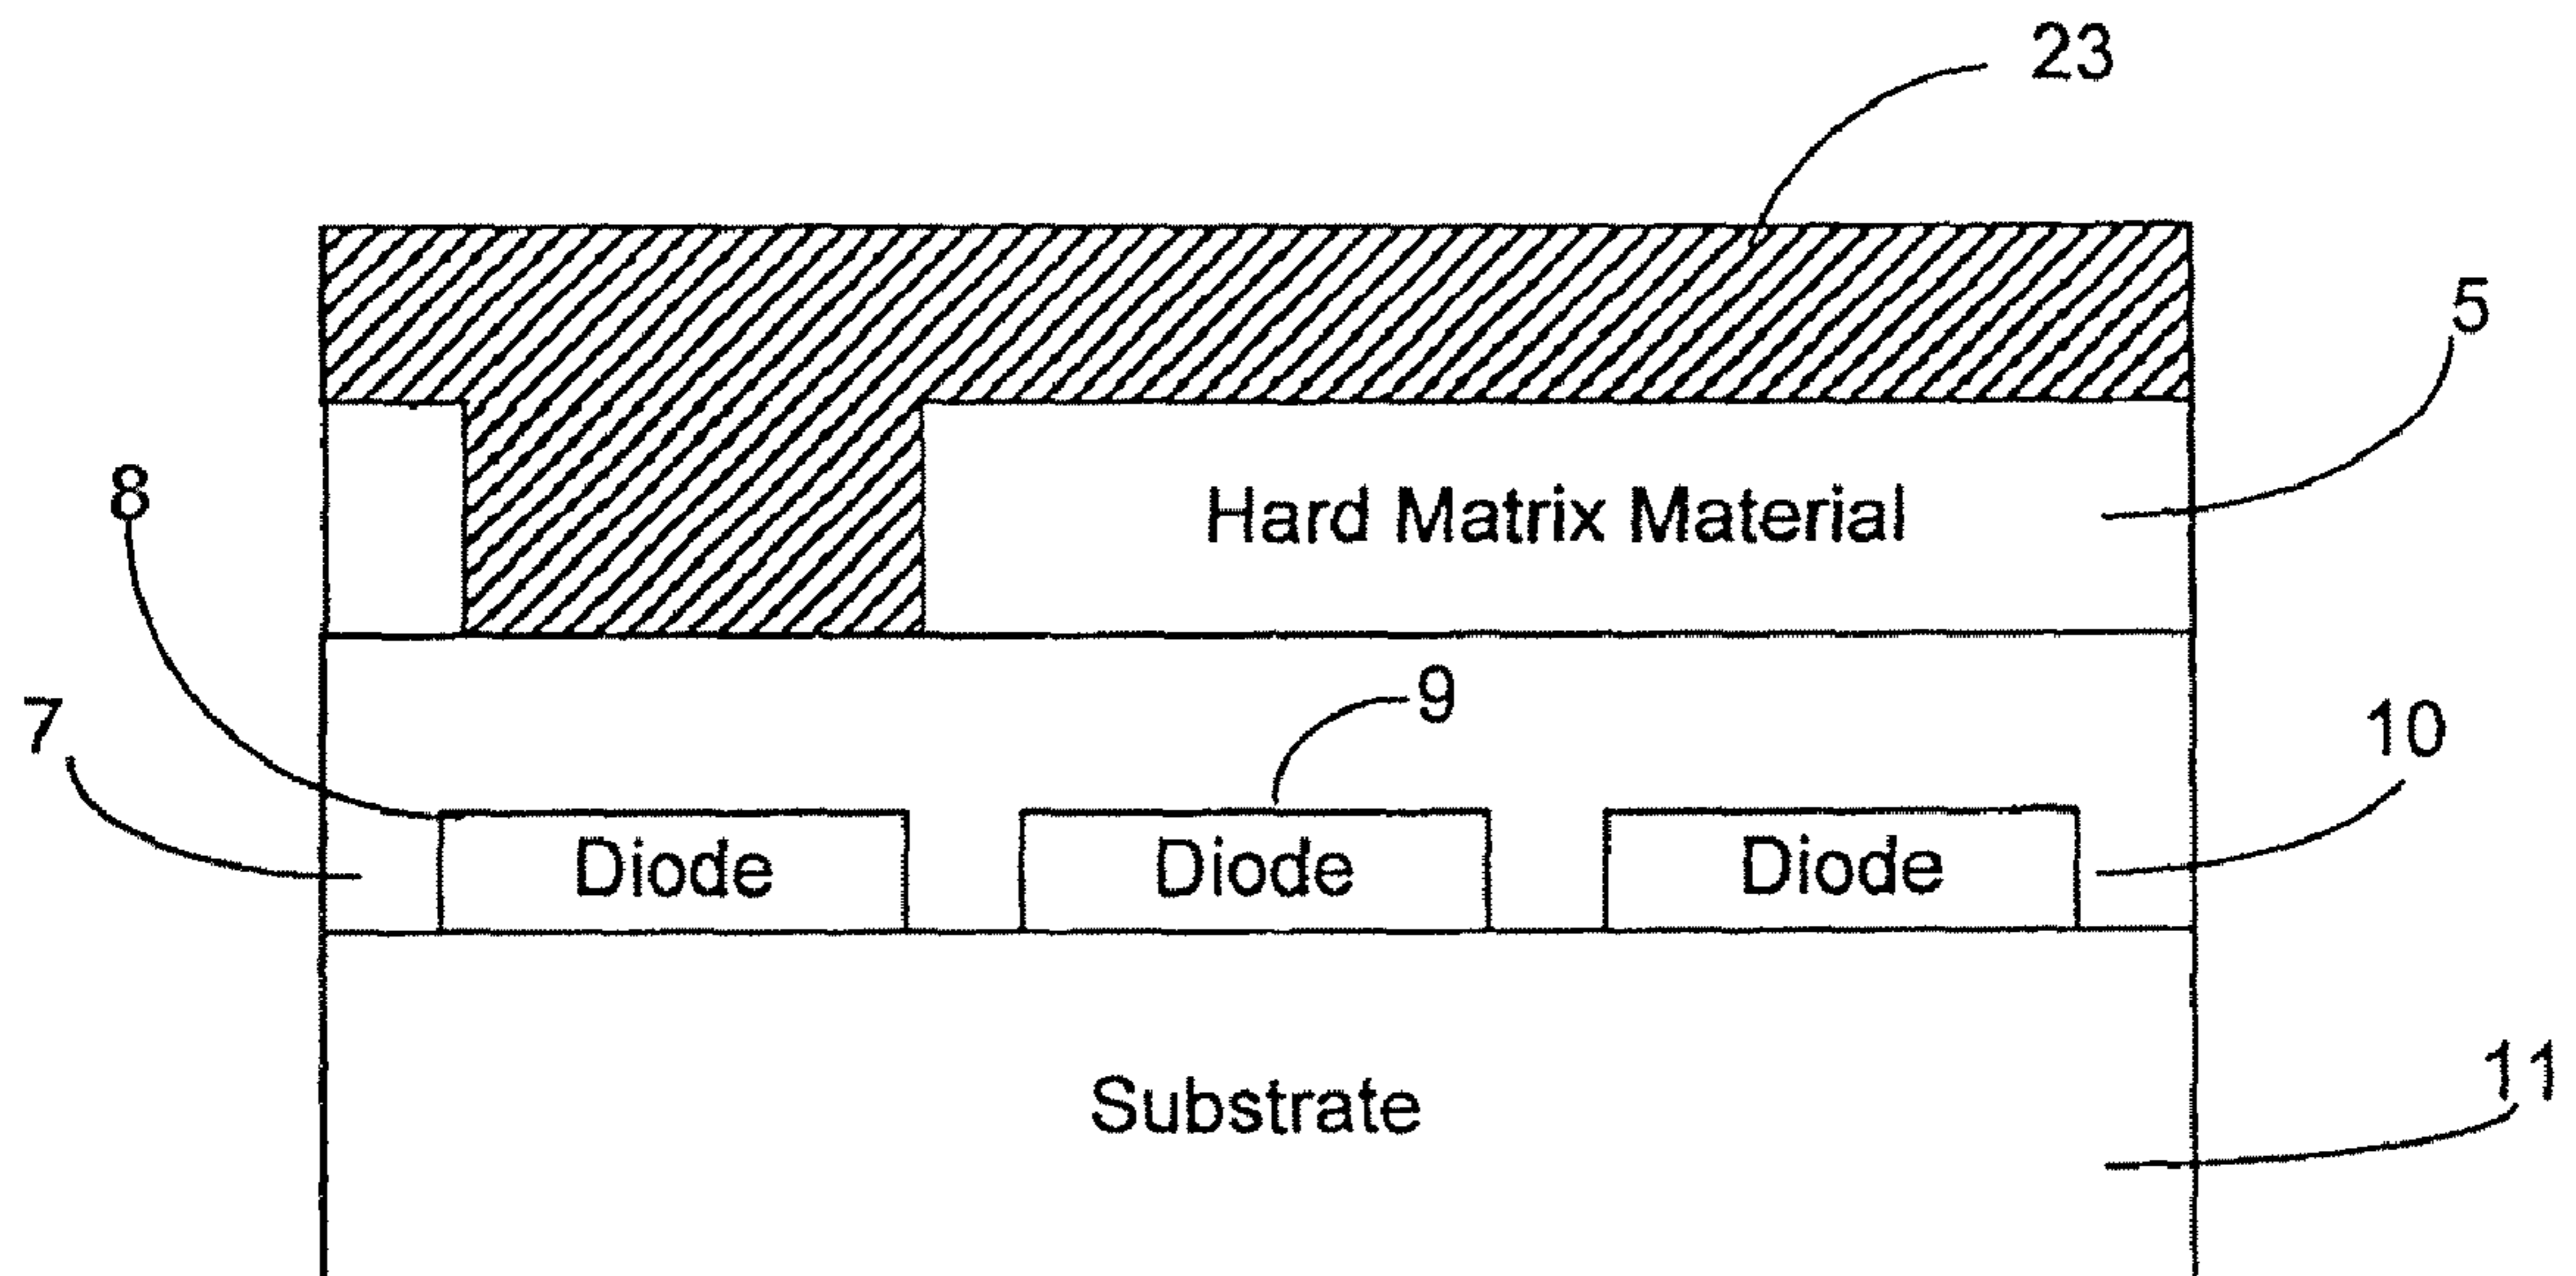 23
5
Hard Matrix Material
8
9
7
10
Diode Diode Diode
11
Substrate